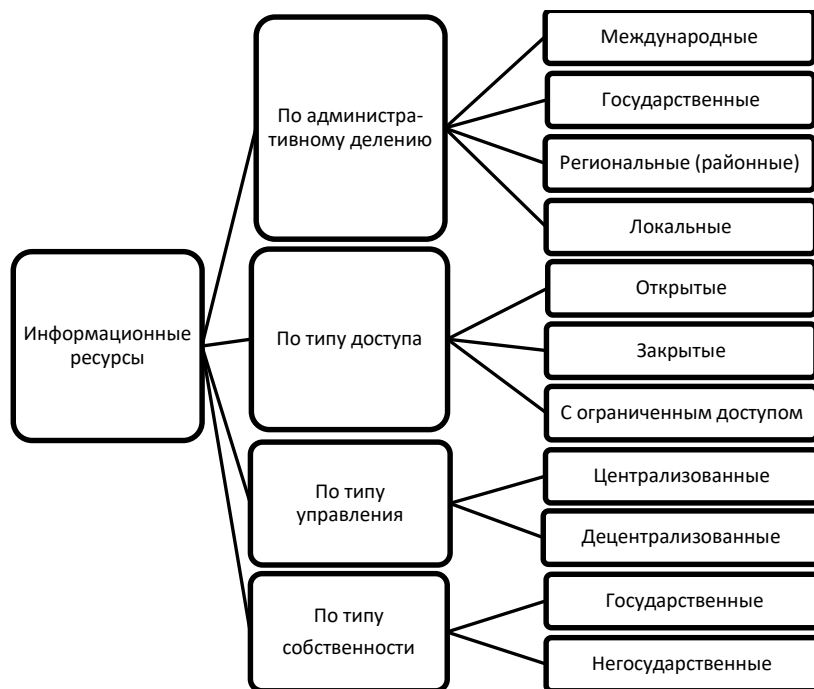 Информационные
ресурсы
По администра-
тивному делению
Международные
Государственные
Региональные (районные)
Локальные
По типу доступа
Открытые
Закрытые
С ограниченным доступом
По типу
управления
Централизованные
Децентрализованные
По типу
собственности
Государственные
Негосударственные